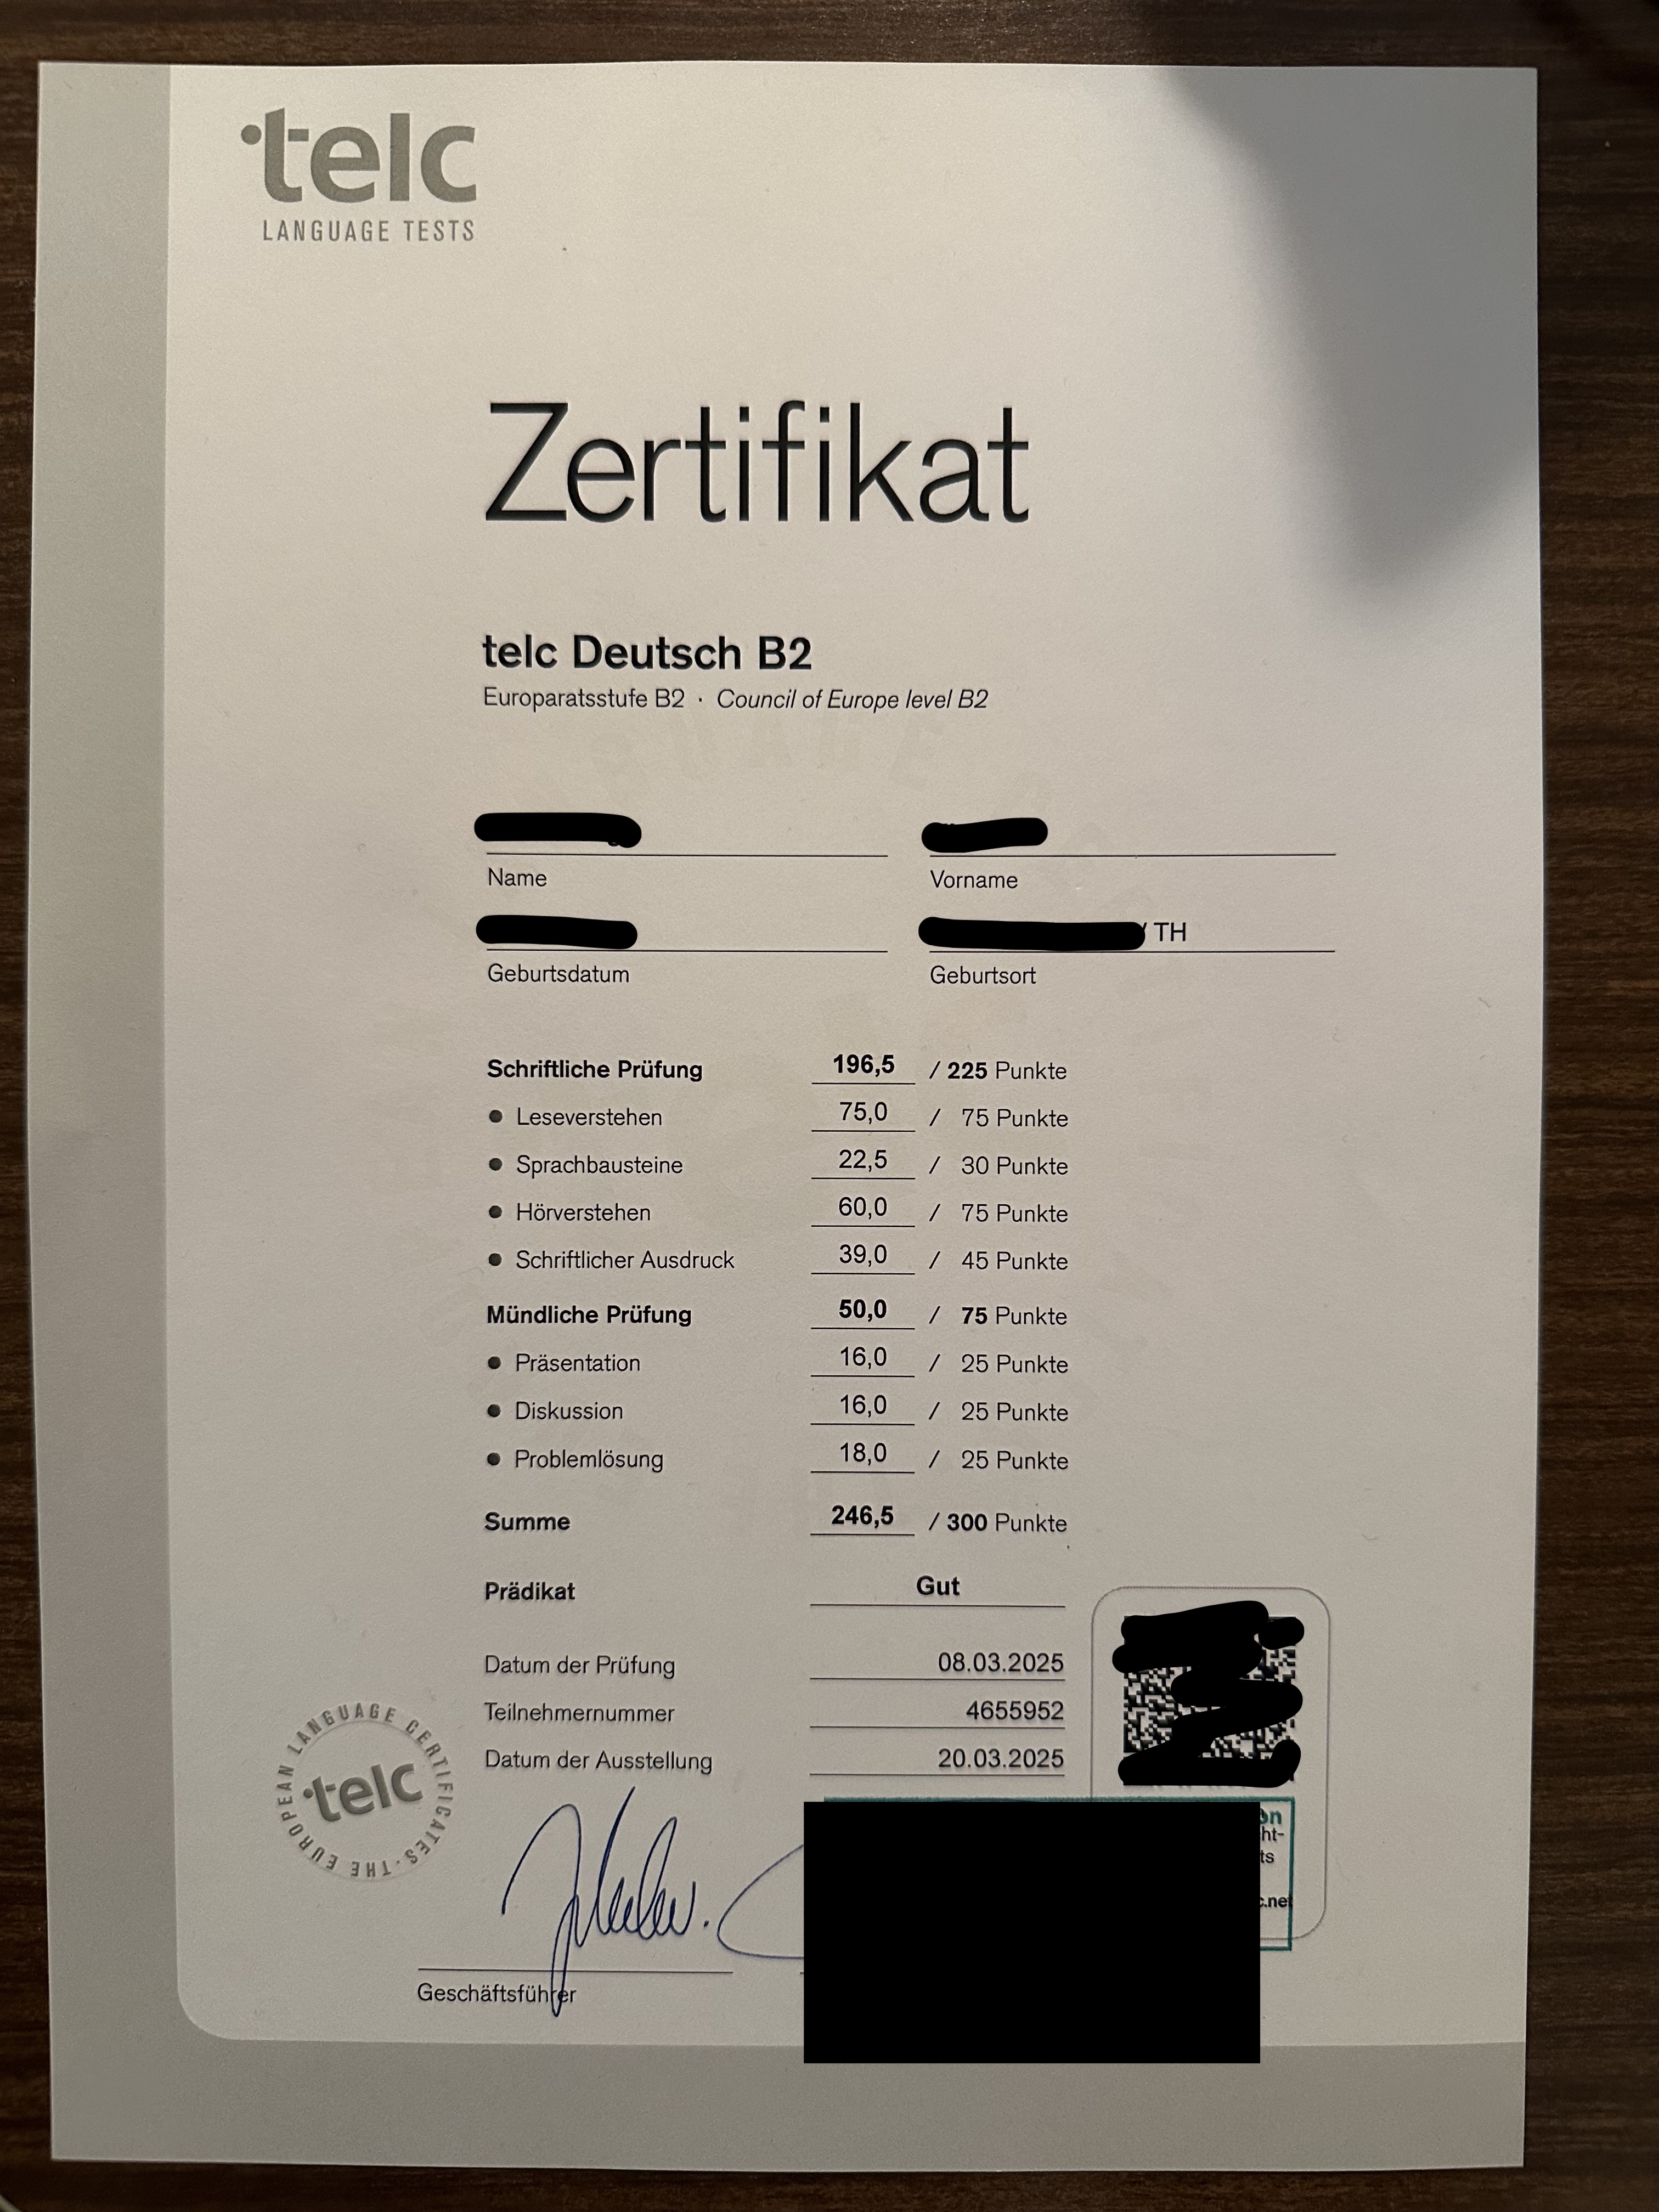 telc
LANGUAGE TESTS
Zertifikat
telc Deutsch B2
Europaratsstufe B2 · Council of Europe level B2
Name Vorname
/ TH
Geburtsdatum Geburtsort
Schriftliche Prüfung 196,5 / 225 Punkte
• Leseverstehen 75,0 / 75 Punkte
• Sprachbausteine 22,5 / 30 Punkte
• Hörverstehen 60,0 / 75 Punkte
• Schriftlicher Ausdruck 39,0 / 45 Punkte
Mündliche Prüfung 50,0 / 75 Punkte
• Präsentation 16,0 / 25 Punkte
• Diskussion 16,0 / 25 Punkte
• Problemlösung 18,0 / 25 Punkte
Summe 246,5 / 300 Punkte
Prädikat Gut
Datum der Prüfung 08.03.2025
Teilnehmernummer 4655952
Datum der Ausstellung 20.03.2025
THE EUROPEAN LANGUAGE CERTIFICATES ·
telc
Geschäftsführer